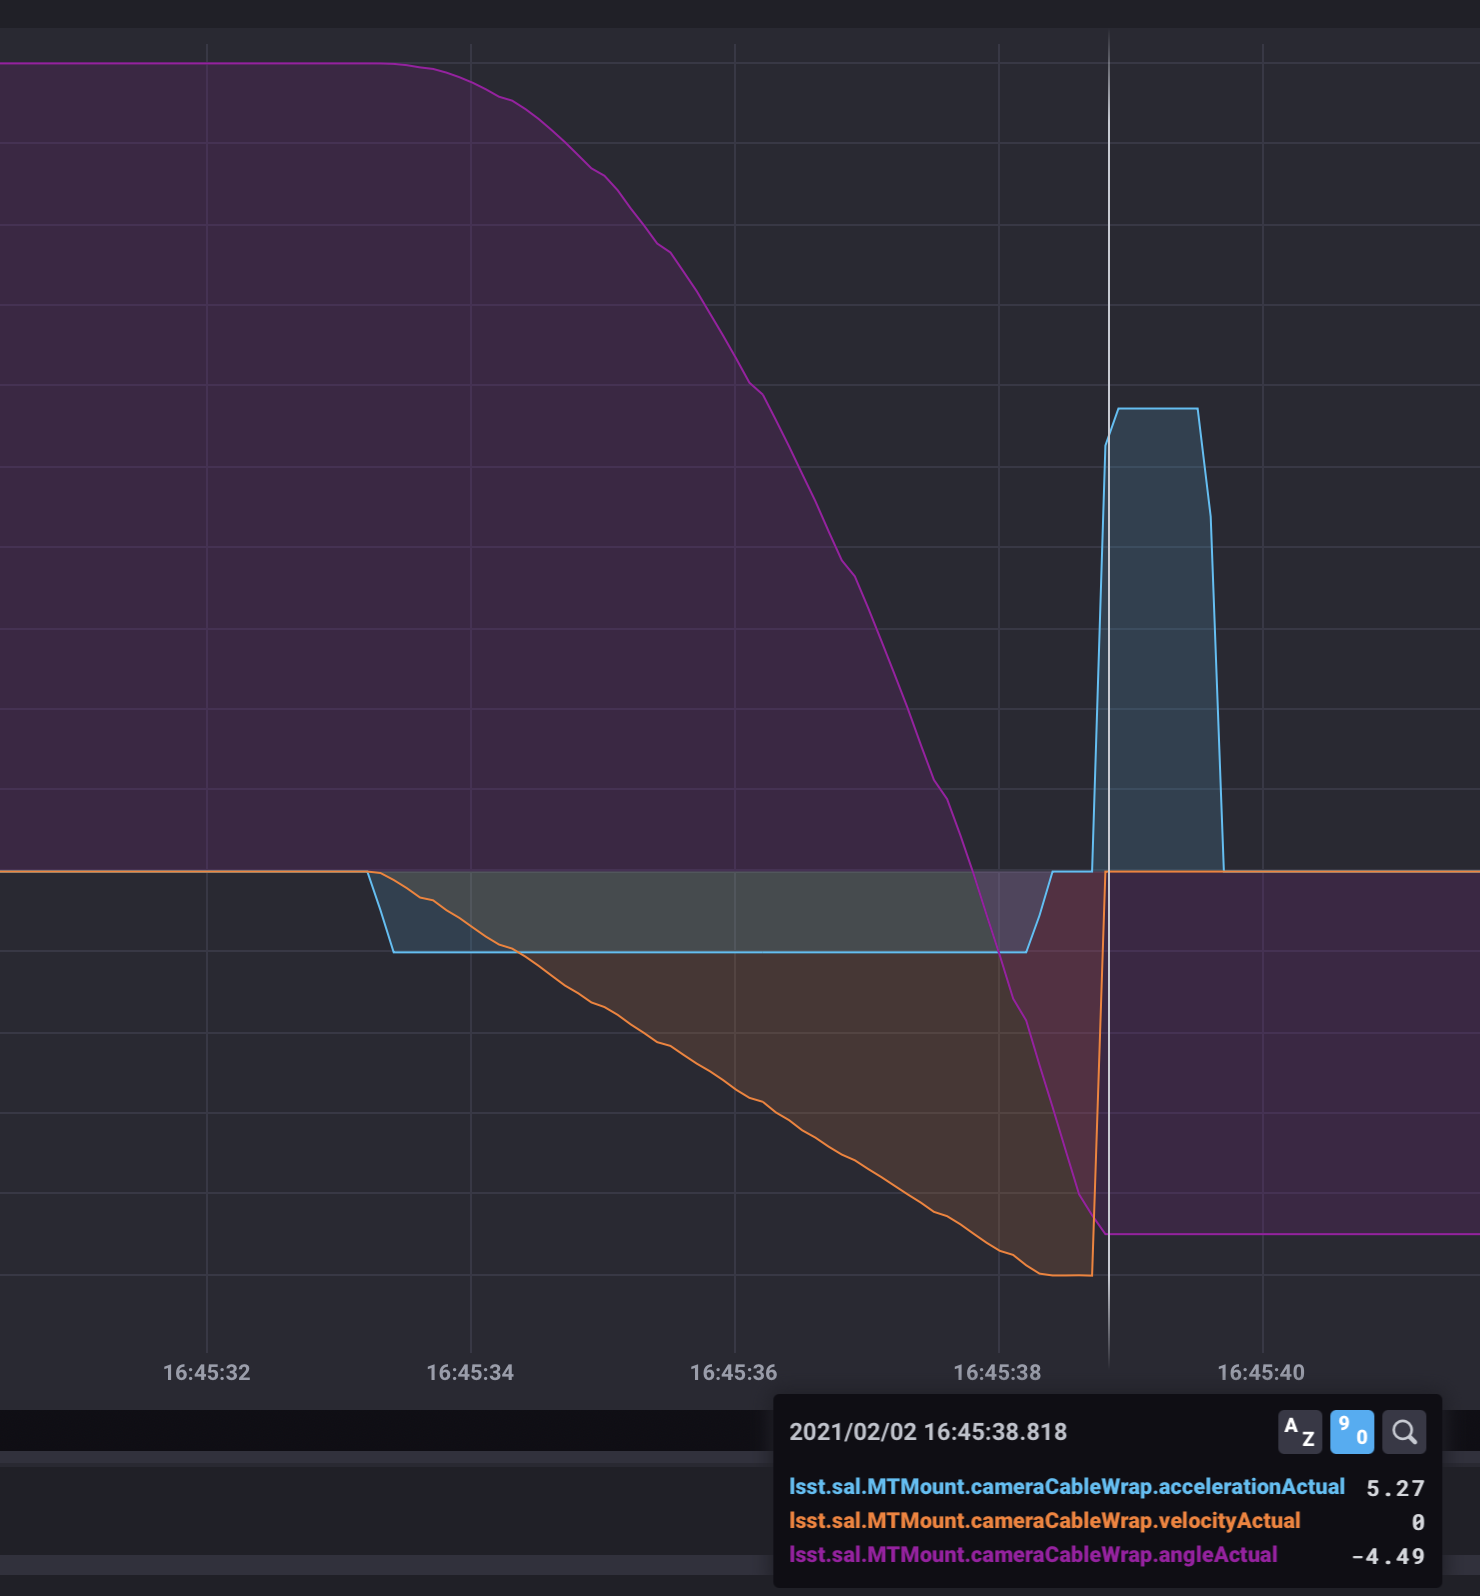 16:45:32 16:45:34 16:45:36 16:45:38 16:45:40
2021/02/02 16:45:38.818 A Z 9 0
lsst.sal.MTMount.cameraCableWrap.accelerationActual 5.27
lsst.sal.MTMount.cameraCableWrap.velocityActual 0
lsst.sal.MTMount.cameraCableWrap.angleActual -4.49